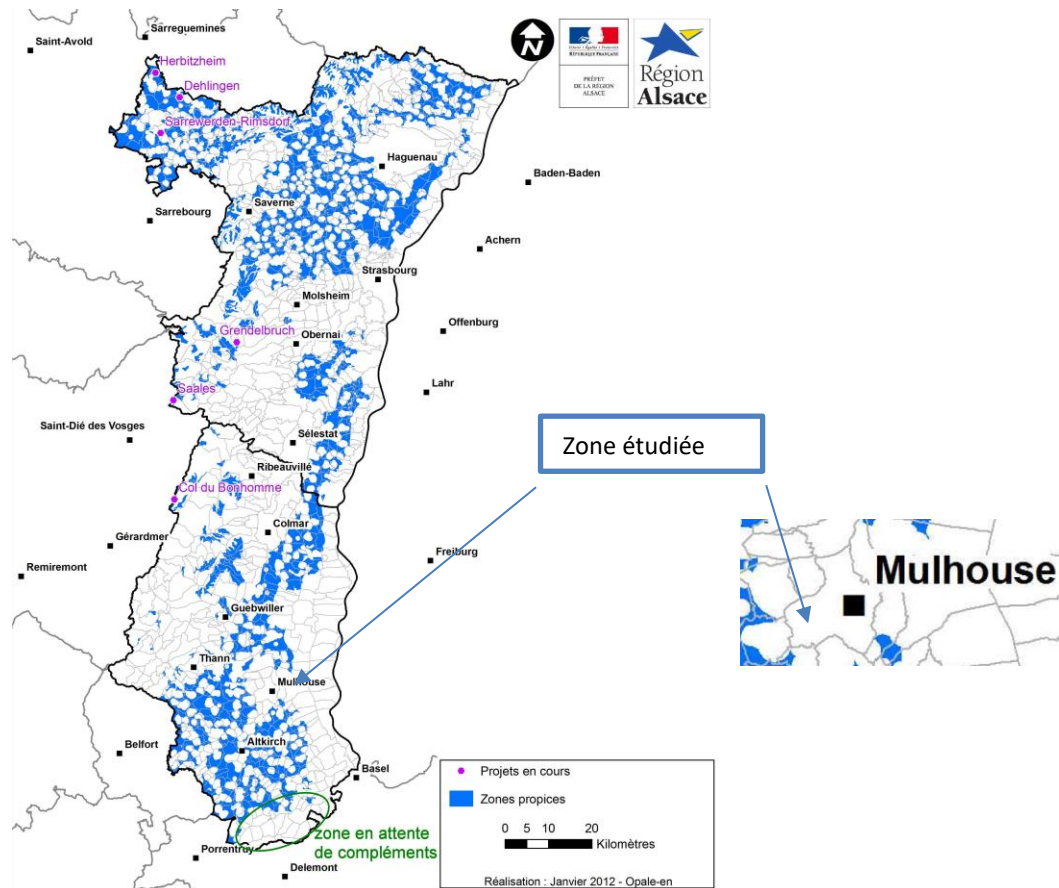 Sarreguemines
Saint-Avold
Herbitzheim
Dehlingen
Sarrewerden-Rimsdorf
N
RÉPUBLIQUE FRANÇAISE
PRÉFET
DE LA RÉGION
ALSACE
Région
Alsace
Haguenau
Baden-Baden
Saverne
Sarrebourg
Achern
Strasbourg
Molsheim
Offenburg
Grendelbruch
Obernai
Lahr
Saales
Saint-Dié des Vosges
Sélestat
Zone étudiée
Ribeauvillé
Col du Bonhomme
Colmar
Gérardmer
Freiburg
Remiremont
Guebwiller
Mulhouse
Thann
Mulhouse
Belfort
Altkirch
Basel
Projets en cours
Zones propices
0 5 10 20
Kilomètres
zone en attente
de compléments
Porrentruy
Delemont
Réalisation : Janvier 2012 - Opale-en